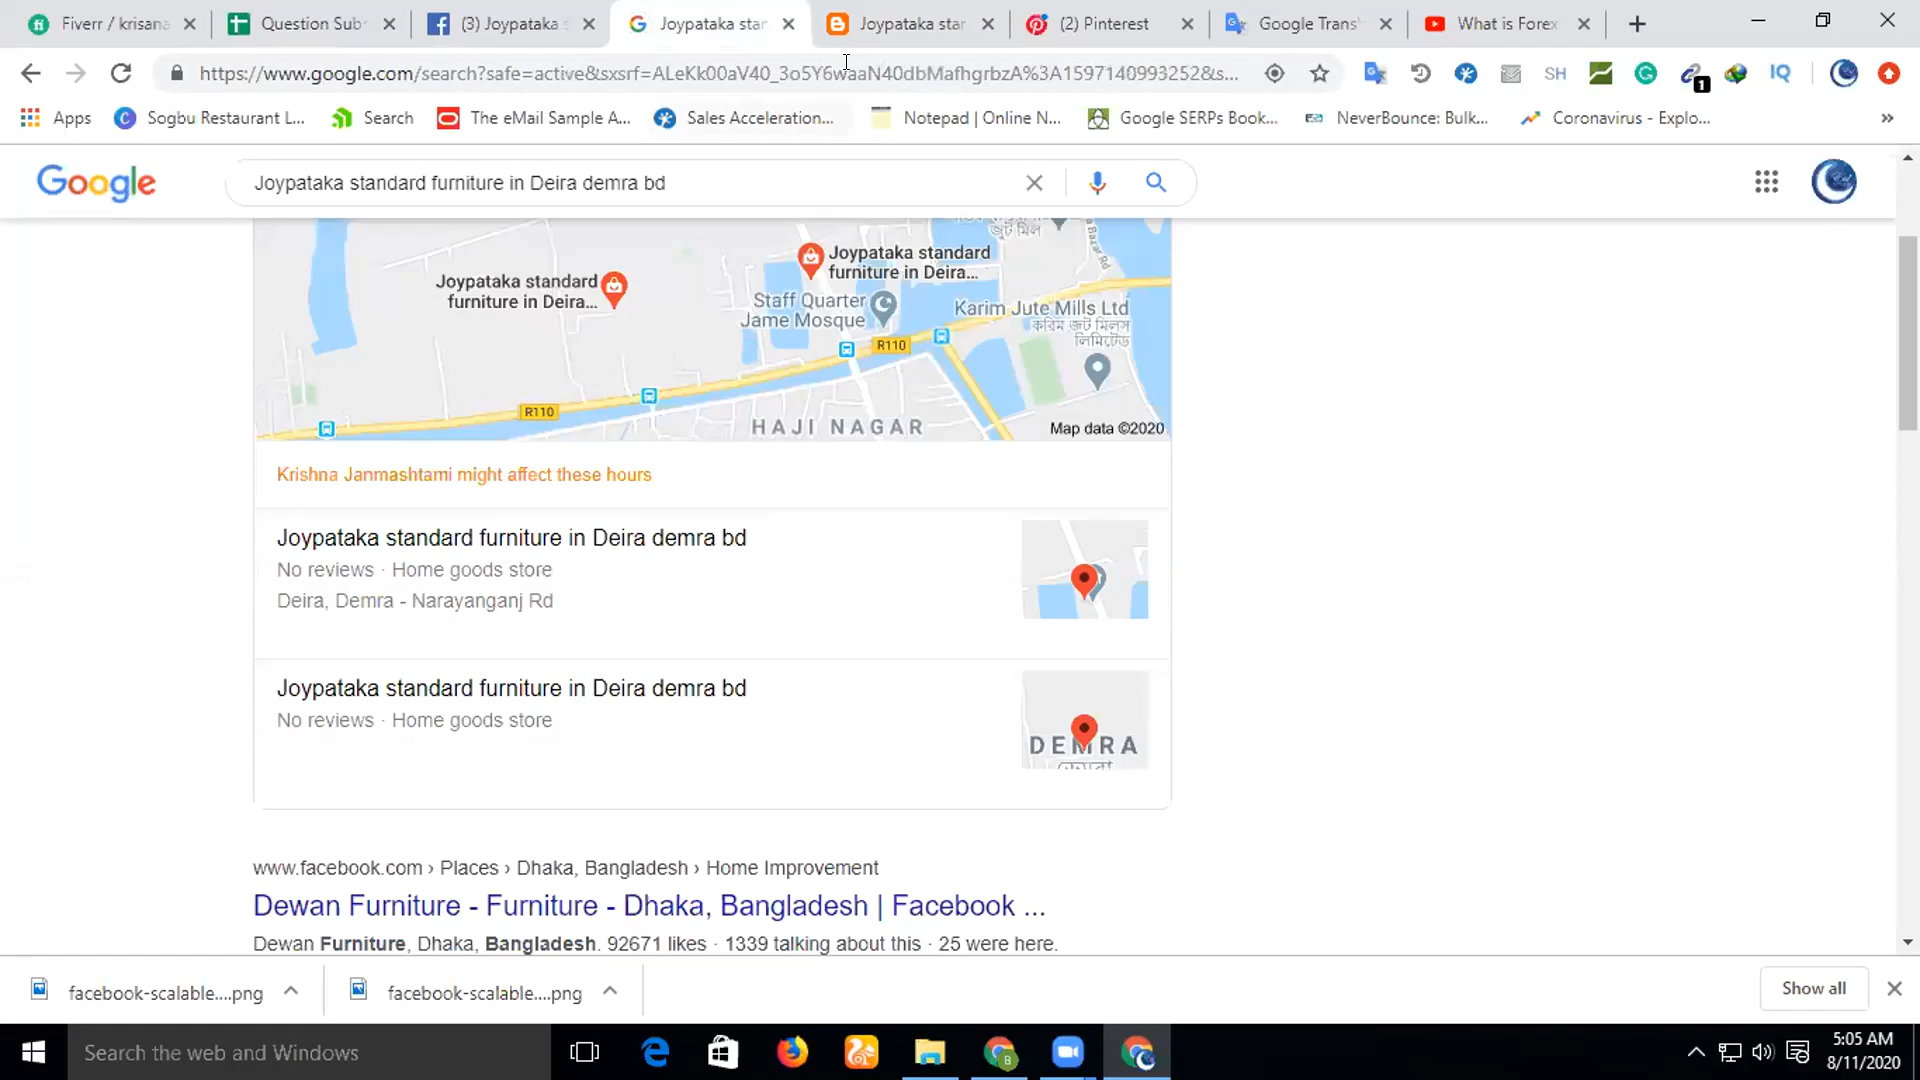 Fiverr / krisana
Question Sub
(3) Joypataka s
Joypataka star
Joypataka star
(2) Pinterest
Google Trans
What is Forex
https://www.google.com/search?safe=active&sxsrf=ALeKk00aV40_3o5Y6waaN40dbMafhgrbzA%3A1597140993252&s...
SH
1
IQ
Apps
Sogbu Restaurant L...
Search
The eMail Sample A...
Sales Acceleration...
Notepad | Online N...
Google SERPs Book...
NeverBounce: Bulk...
Coronavirus - Explo...
»
Google
Joypataka standard furniture in Deira demra bd
জুট মিল
Bazar Rd
Joypataka standard
furniture in Deira...
Joypataka standard
furniture in Deira...
Staff Quarter
Jame Mosque
Karim Jute Mills Ltd
করিম জুট মিলস
লিমিটেড
R110
R110
HAJI NAGAR
Map data ©2020
Krishna Janmashtami might affect these hours
Joypataka standard furniture in Deira demra bd
No reviews · Home goods store
Deira, Demra - Narayanganj Rd
Joypataka standard furniture in Deira demra bd
No reviews · Home goods store
DEMRA
www.facebook.com › Places › Dhaka, Bangladesh › Home Improvement
Dewan Furniture - Furniture - Dhaka, Bangladesh | Facebook ...
Dewan Furniture, Dhaka, Bangladesh. 92671 likes · 1339 talking about this · 25 were here.
facebook-scalable....png
facebook-scalable....png
Show all
Search the web and Windows
5:05 AM
8/11/2020